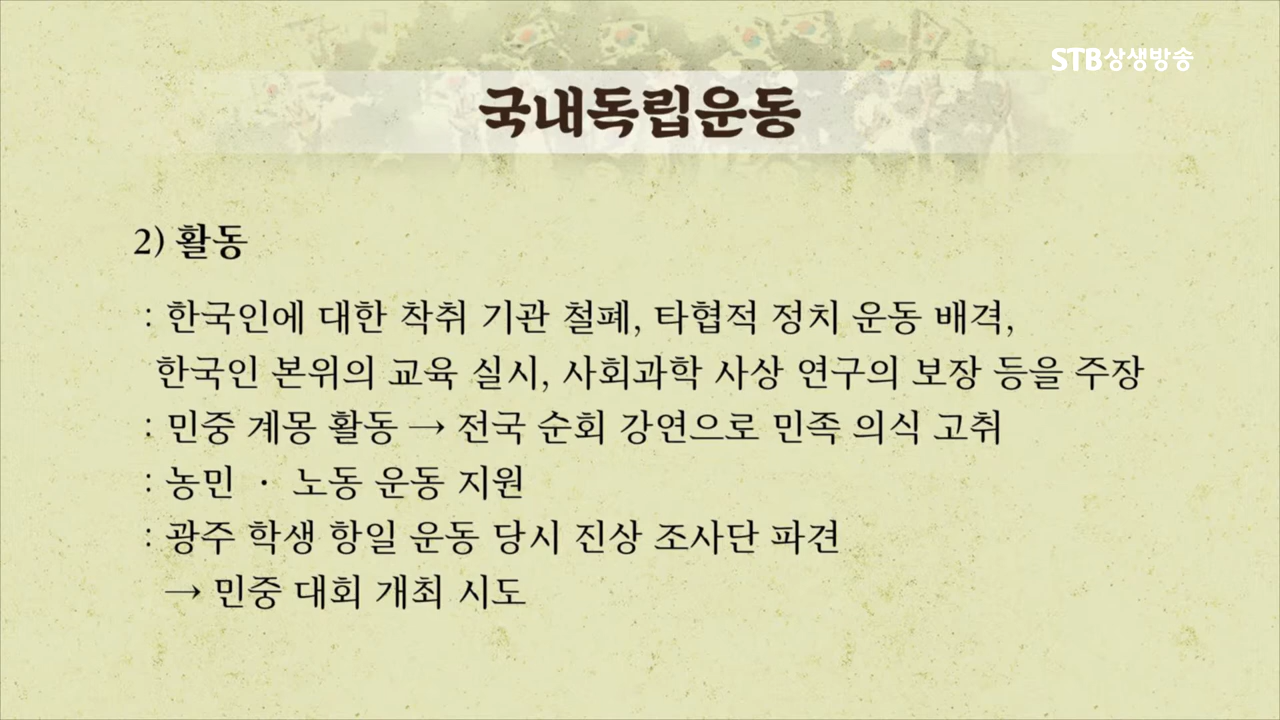 STB상생방송
국내독립운동
2) 활동
: 한국인에 대한 착취 기관 철폐, 타협적 정치 운동 배격,
한국인 본위의 교육 실시, 사회과학 사상 연구의 보장 등을 주장
: 민중 계몽 활동 → 전국 순회 강연으로 민족 의식 고취
: 농민 · 노동 운동 지원
: 광주 학생 항일 운동 당시 진상 조사단 파견
→ 민중 대회 개최 시도